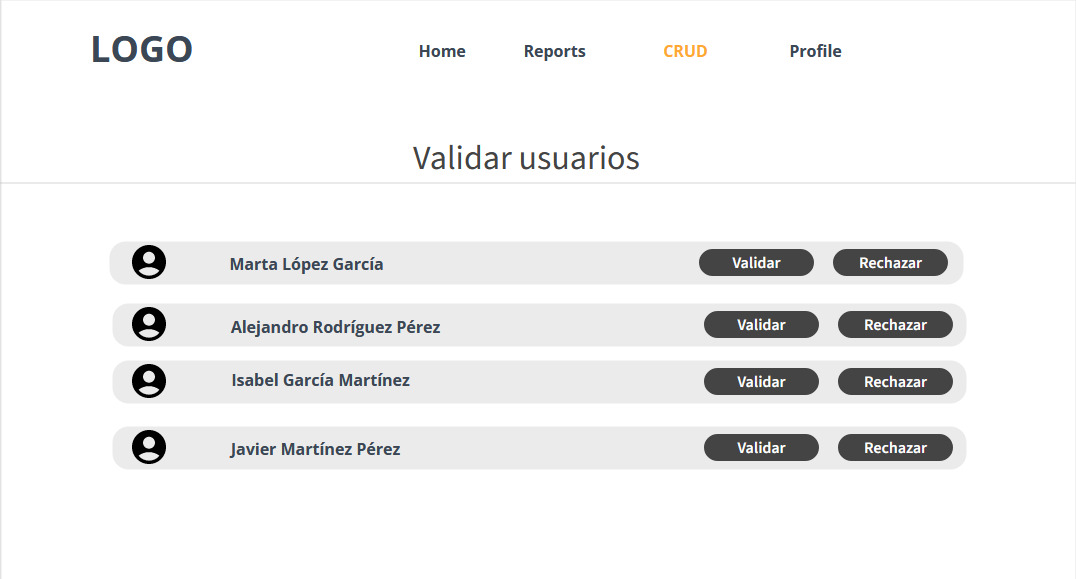 LOGO Home Reports CRUD Profile
Validar usuarios
Marta López García Validar Rechazar
Alejandro Rodríguez Pérez Validar Rechazar
Isabel García Martínez Validar Rechazar
Javier Martínez Pérez Validar Rechazar